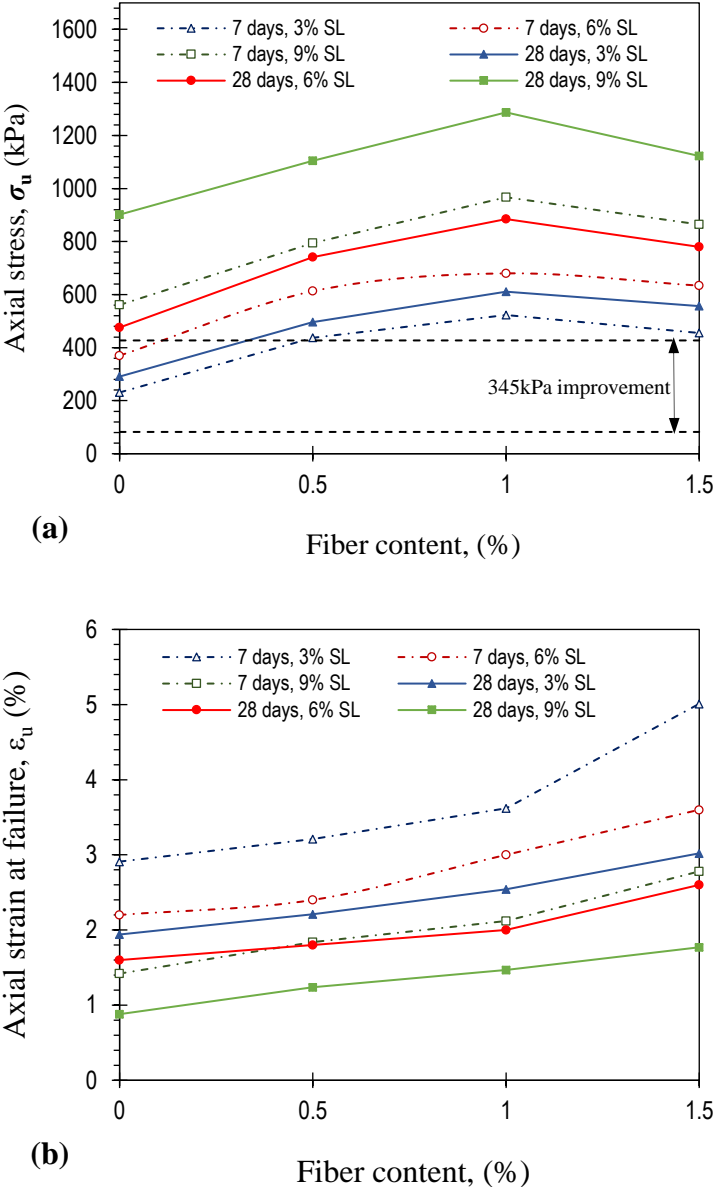 1600
1400
1200
1000
800
600
400
200
0
Axial stress, σu (kPa)
7 days, 3% SL
7 days, 6% SL
7 days, 9% SL
28 days, 3% SL
28 days, 6% SL
28 days, 9% SL
345kPa improvement
0 0.5 1 1.5
(a)
Fiber content, (%)
6
5
4
3
2
1
0
Axial strain at failure, εu (%)
7 days, 3% SL
7 days, 6% SL
7 days, 9% SL
28 days, 3% SL
28 days, 6% SL
28 days, 9% SL
0 0.5 1 1.5
(b)
Fiber content, (%)